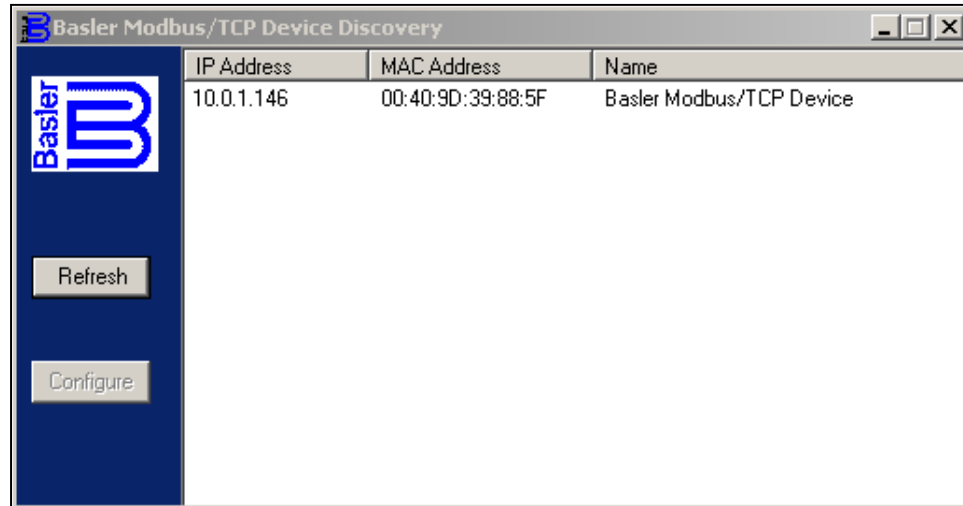 Basler Modbus/TCP Device Discovery
IP Address MAC Address Name
10.0.1.146 00:40:9D:39:88:5F Basler Modbus/TCP Device
Basler
Refresh
Configure